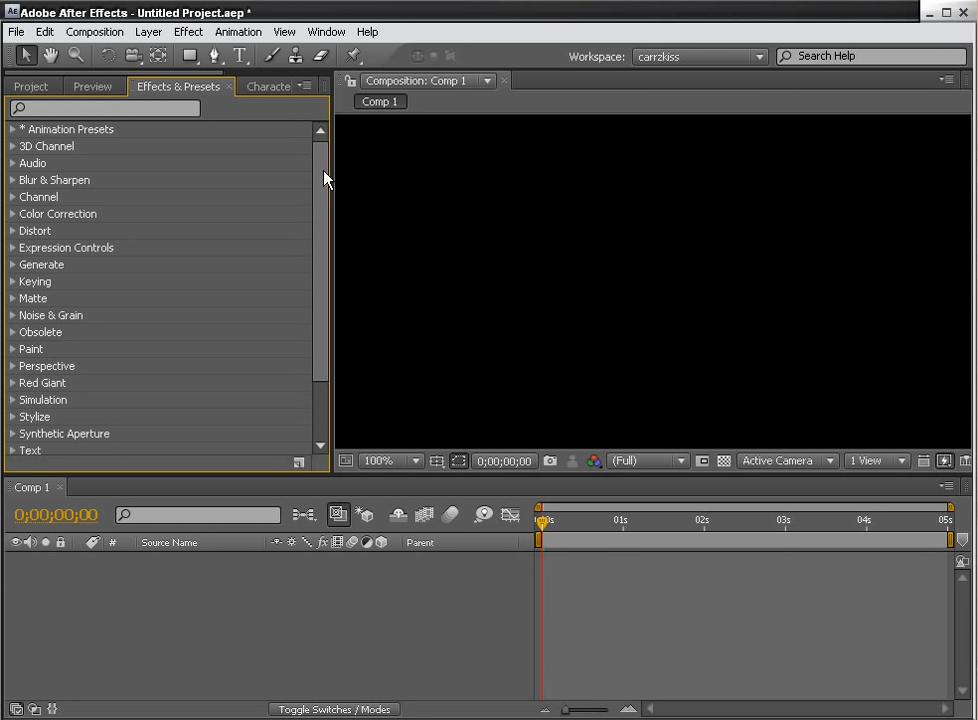 Adobe After Effects - Untitled Project.aep *
File Edit Composition Layer Effect Animation View Window Help
Workspace: carrzkiss Search Help
Project Preview Effects & Presets Characte Composition: Comp 1
Comp 1
* Animation Presets
3D Channel
Audio
Blur & Sharpen
Channel
Color Correction
Distort
Expression Controls
Generate
Keying
Matte
Noise & Grain
Obsolete
Paint
Perspective
Red Giant
Simulation
Stylize
Synthetic Aperture
Text
100% 0;00;00;00 (Full) Active Camera 1 View
Comp 1
0;00;00;00 01s 02s 03s 04s 05s
# Source Name Parent
Toggle Switches / Modes